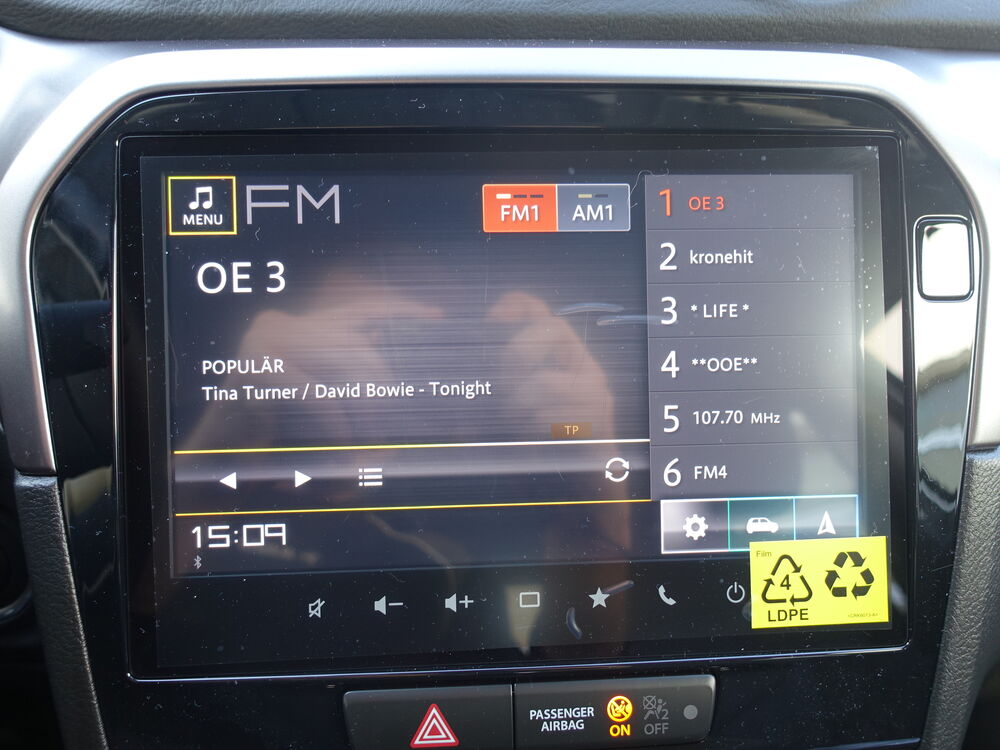 MENU
FM
FM1
AM1
OE 3
POPULÄR
Tina Turner / David Bowie - Tonight
TP
15:09
1 OE 3
2 kronehit
3 * LIFE *
4 **OOE**
5 107.70 MHz
6 FM4
Film
4
LDPE
PASSENGER
AIRBAG
ON
2
OFF